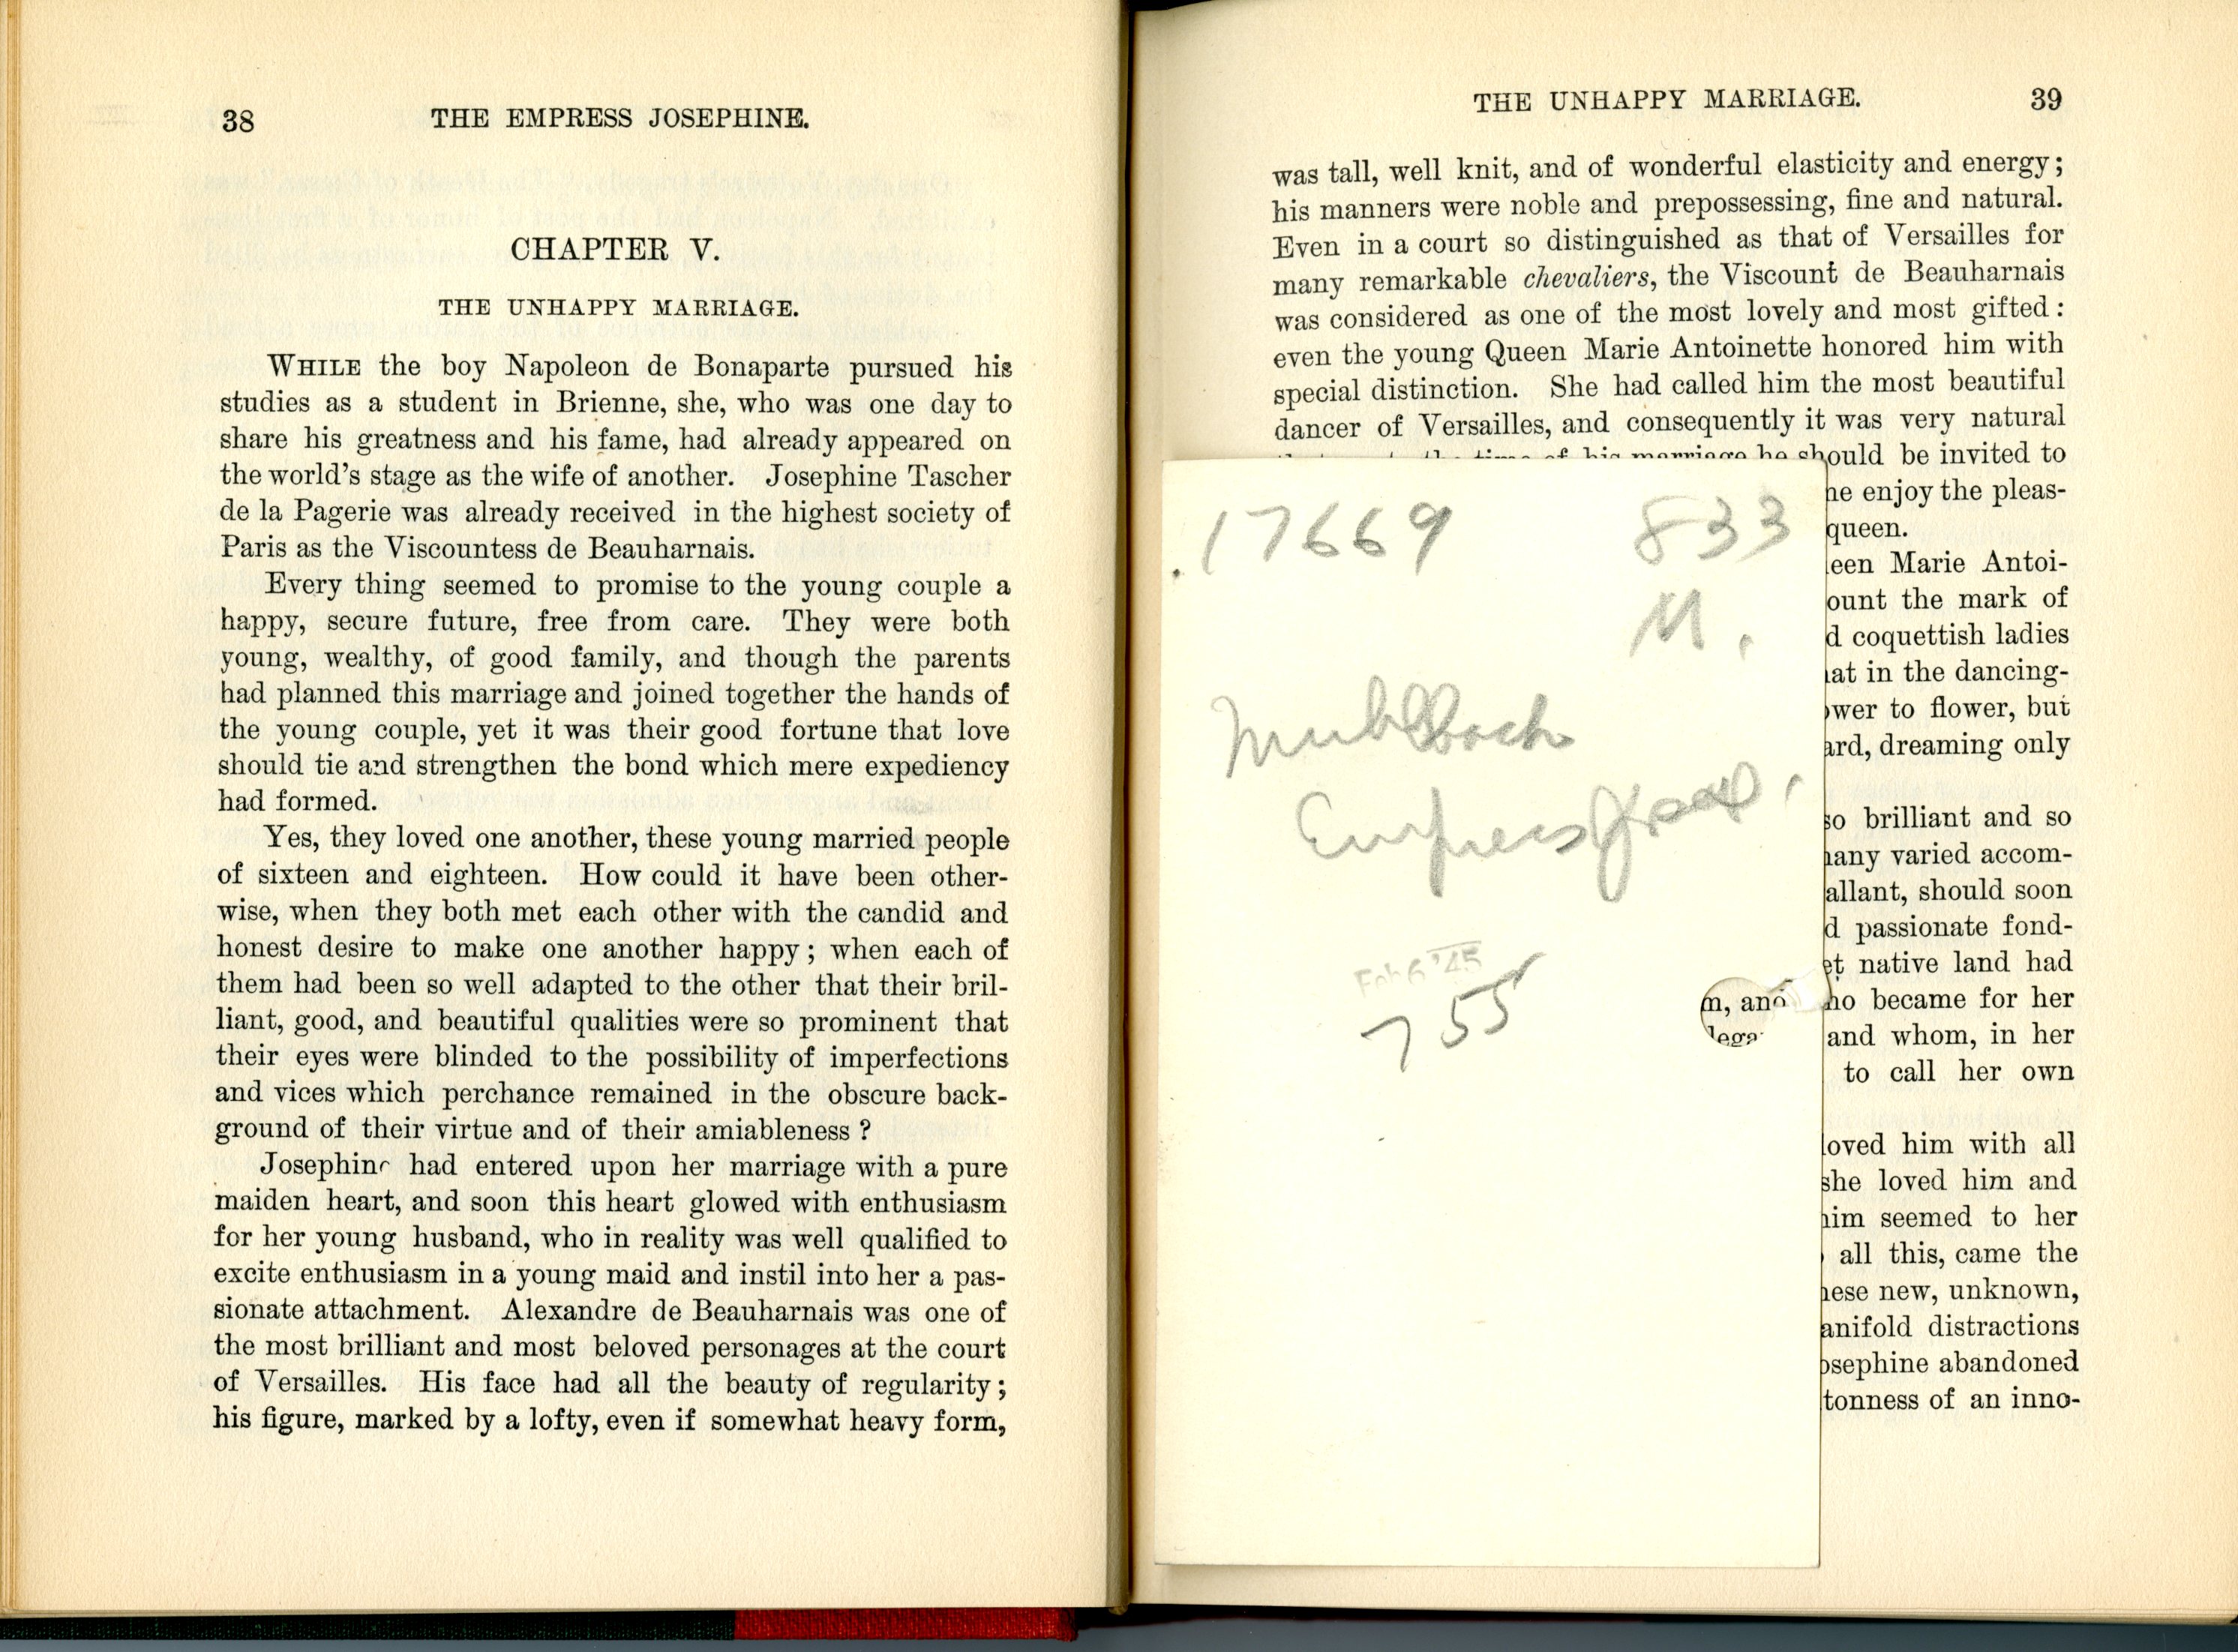 38 THE EMPRESS JOSEPHINE.
CHAPTER V.
THE UNHAPPY MARRIAGE.
WHILE the boy Napoleon de Bonaparte pursued his
studies as a student in Brienne, she, who was one day to
share his greatness and his fame, had already appeared on
the world's stage as the wife of another. Josephine Tascher
de la Pagerie was already received in the highest society of
Paris as the Viscountess de Beauharnais.
Every thing seemed to promise to the young couple a
happy, secure future, free from care. They were both
young, wealthy, of good family, and though the parents
had planned this marriage and joined together the hands of
the young couple, yet it was their good fortune that love
should tie and strengthen the bond which mere expediency
had formed.
Yes, they loved one another, these young married people
of sixteen and eighteen. How could it have been other-
wise, when they both met each other with the candid and
honest desire to make one another happy; when each of
them had been so well adapted to the other that their bril-
liant, good, and beautiful qualities were so prominent that
their eyes were blinded to the possibility of imperfections
and vices which perchance remained in the obscure back-
ground of their virtue and of their amiableness?
Josephine had entered upon her marriage with a pure
maiden heart, and soon this heart glowed with enthusiasm
for her young husband, who in reality was well qualified to
excite enthusiasm in a young maid and instil into her a pas-
sionate attachment. Alexandre de Beauharnais was one of
the most brilliant and most beloved personages at the court
of Versailles. His face had all the beauty of regularity;
his figure, marked by a lofty, even if somewhat heavy form,
THE UNHAPPY MARRIAGE. 39
was tall, well knit, and of wonderful elasticity and energy;
his manners were noble and prepossessing, fine and natural.
Even in a court so distinguished as that of Versailles for
many remarkable chevaliers, the Viscount de Beauharnais
was considered as one of the most lovely and most gifted:
even the young Queen Marie Antoinette honored him with
special distinction. She had called him the most beautiful
dancer of Versailles, and consequently it was very natural
time of his marriage he should be invited to
he enjoy the pleas-
queen.
een Marie Antoi-
ount the mark of
d coquettish ladies
at in the dancing-
wer to flower, but
ard, dreaming only
so brilliant and so
any varied accom-
allant, should soon
d passionate fond-
et native land had
m, and ho became for her
lega and whom, in her
to call her own
loved him with all
she loved him and
him seemed to her
all this, came the
hese new, unknown,
anifold distractions
osephine abandoned
tonness of an inno-
17669 833
M.
Muhlbach
Empress Jos.
Feb 6 '45
755